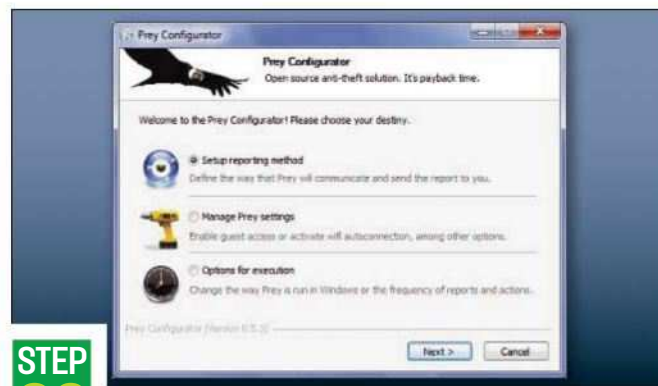 Prey Configurator
Prey Configurator
Open source anti-theft solution. It's payback time.
Welcome to the Prey Configurator! Please choose your destiny.
Setup reporting method
Define the way that Prey will communicate and send the report to you.
Manage Prey settings
Enable guest access or activate wifi autoconnection, among other options.
Options for execution
Change the way Prey is run in Windows or the frequency of reports and actions.
Prey Configurator (Version
Next >
Cancel
STEP